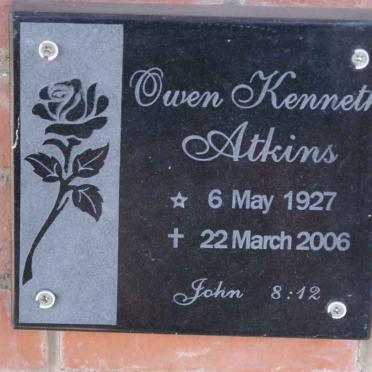 Owen Kenneth
Atkins
☆ 6 May 1927
✝ 22 March 2006
John 8:12